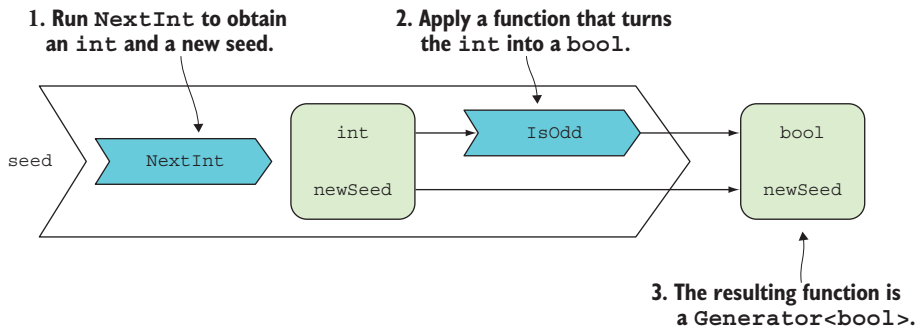 1. Run NextInt to obtain
an int and a new seed.
2. Apply a function that turns
the int into a bool.
seed
NextInt
int
newSeed
IsOdd
bool
newSeed
3. The resulting function is
a Generator<bool>.